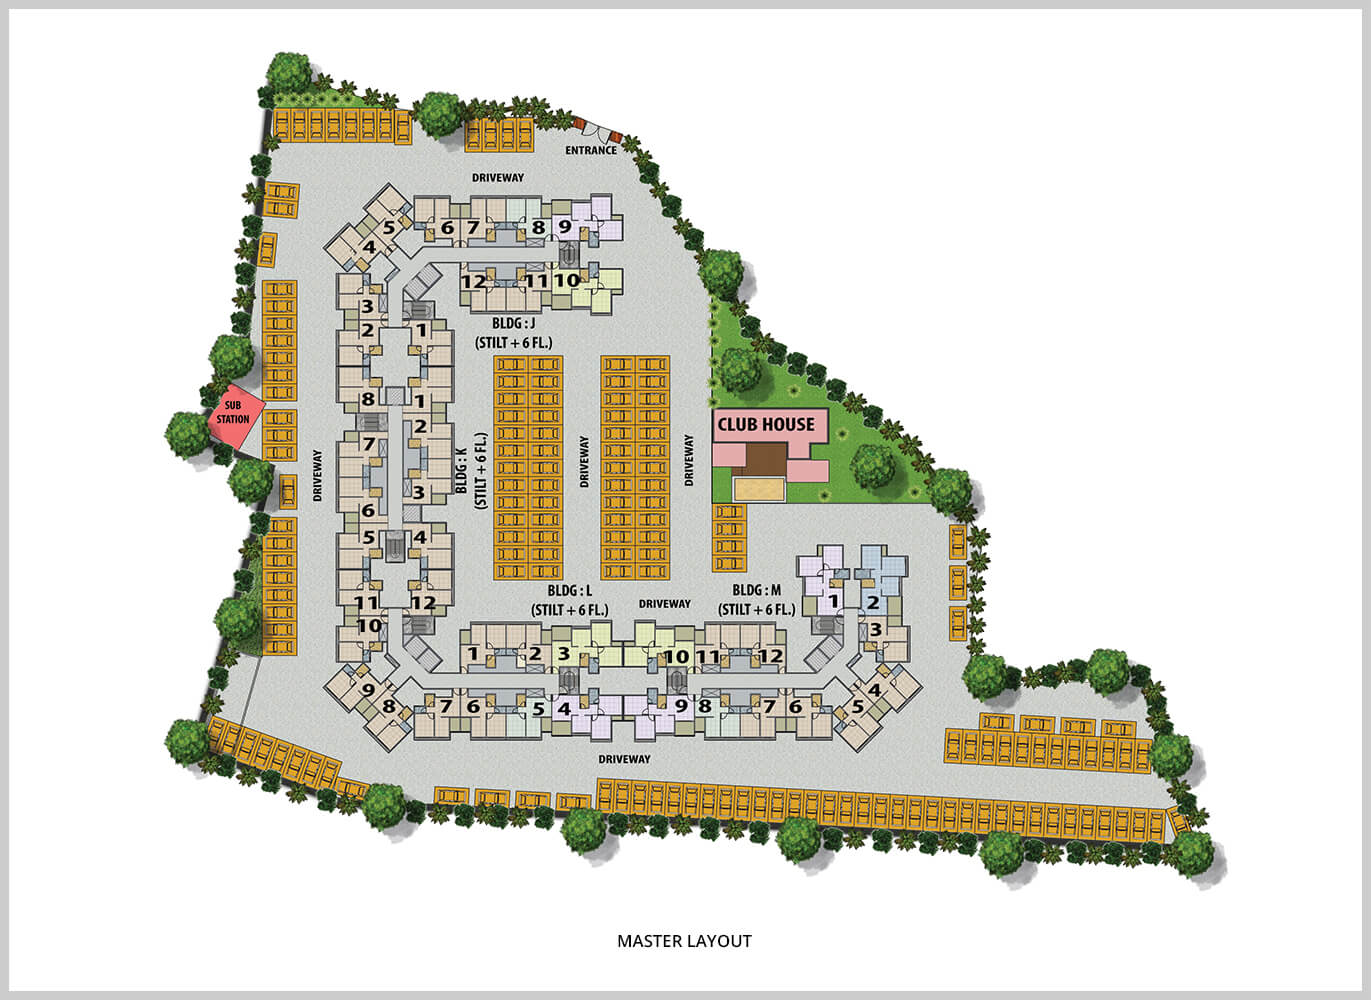 ENTRANCE
DRIVEWAY
5
6
7
8
9
4
12
11
10
3
2
1
BLDG : J
(STILT + 6 FL.)
8
1
2
7
3
6
5
4
BLDG : K
(STILT + 6 FL.)
SUB
STATION
DRIVEWAY
DRIVEWAY
DRIVEWAY
CLUB HOUSE
BLDG : L
(STILT + 6 FL.)
DRIVEWAY
BLDG : M
(STILT + 6 FL.)
11
12
10
1
2
3
9
8
7
6
5
4
10
11
12
1
2
3
9
8
7
6
5
4
DRIVEWAY
MASTER LAYOUT